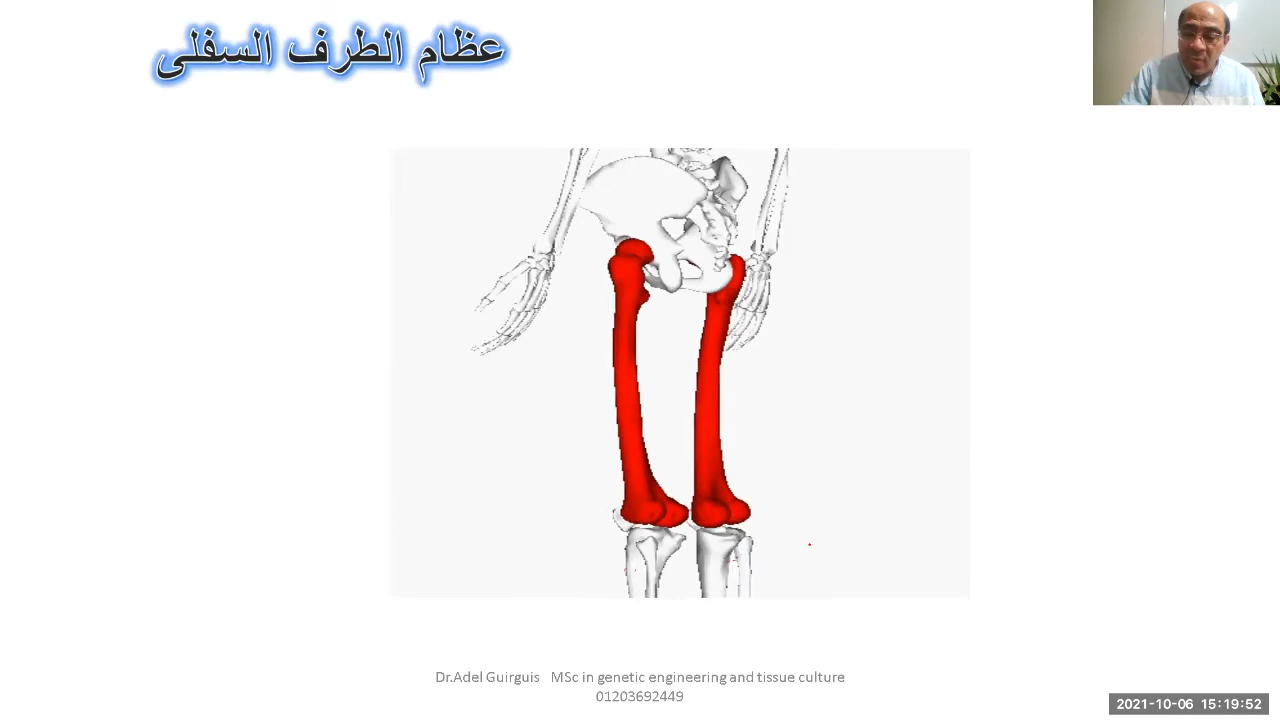 عظام الطرف السفلى
Dr.Adel Guirguis MSc in genetic engineering and tissue culture
01203692449
2021-10-06 15:19:52